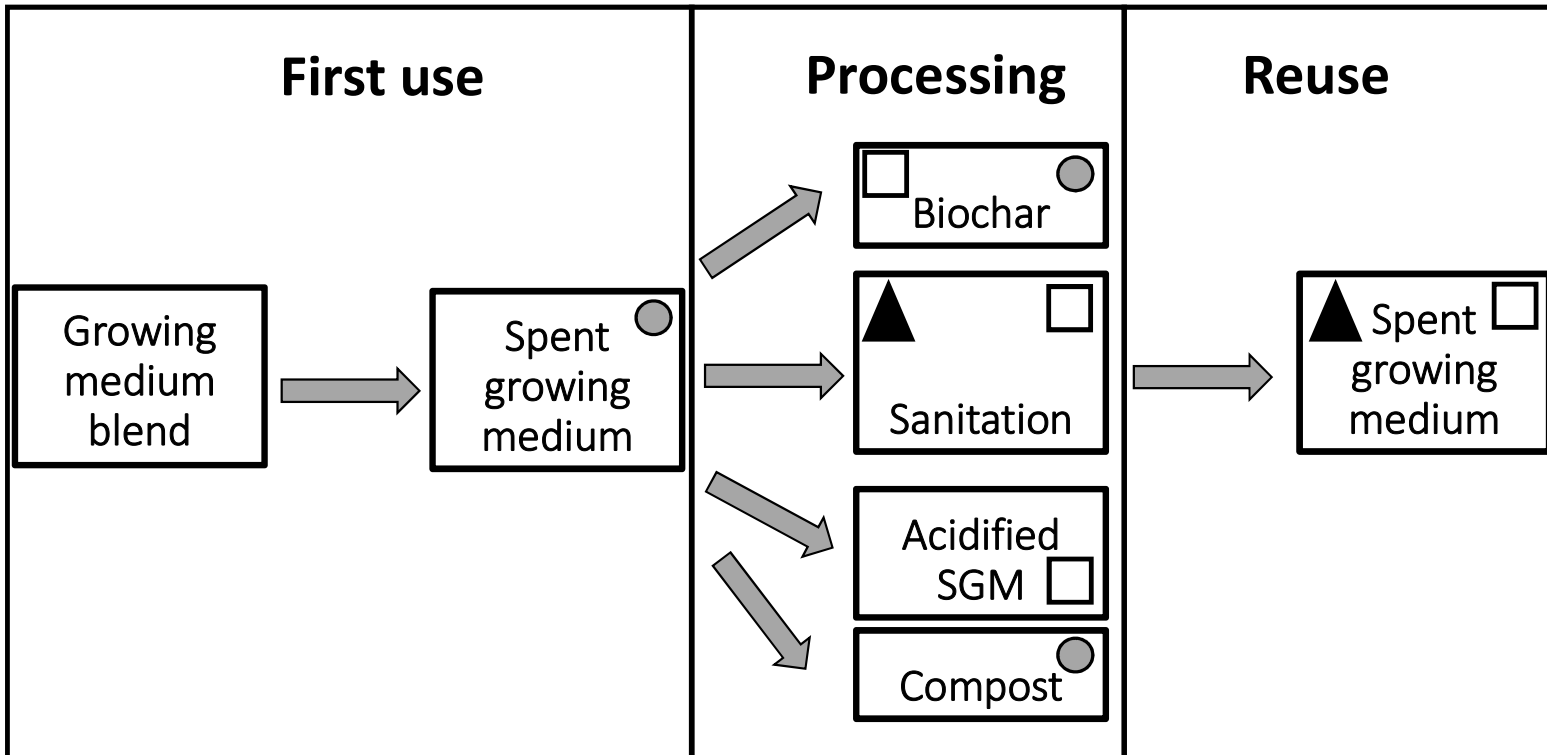 First use
Processing
Reuse
Growing
medium
blend
Spent
growing
medium
Biochar
Sanitation
Acidified
SGM
Compost
Spent
growing
medium